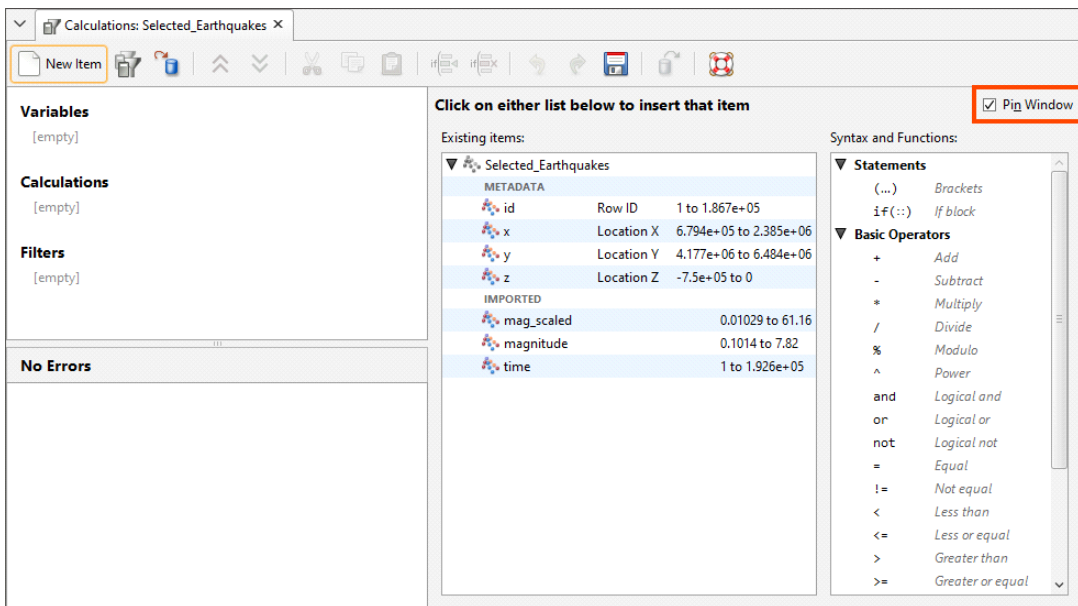 Calculations: Selected_Earthquakes ×
New Item
Variables
[empty]
Calculations
[empty]
Filters
[empty]
No Errors
Click on either list below to insert that item
Pin Window
Existing items:
Selected_Earthquakes
METADATA
id Row ID 1 to 1.867e+05
x Location X 6.794e+05 to 2.385e+06
y Location Y 4.177e+06 to 6.484e+06
z Location Z -7.5e+05 to 0
IMPORTED
mag_scaled 0.01029 to 61.16
magnitude 0.1014 to 7.82
time 1 to 1.926e+05
Syntax and Functions:
Statements
(...) Brackets
if(::) If block
Basic Operators
+ Add
- Subtract
* Multiply
/ Divide
% Modulo
^ Power
and Logical and
or Logical or
not Logical not
= Equal
!= Not equal
< Less than
<= Less or equal
> Greater than
>= Greater or equal